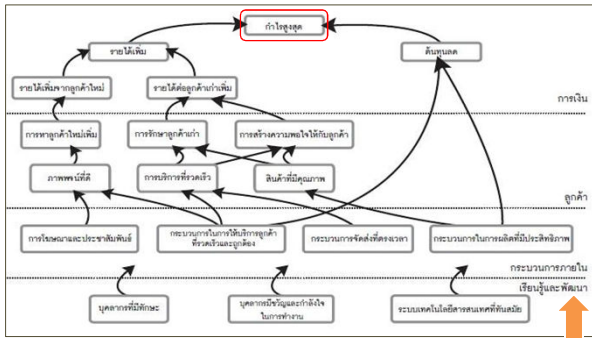 กำไรสูงสุด
รายได้เพิ่ม
ต้นทุนลด
รายได้เพิ่มจากลูกค้าใหม่
รายได้ต่อลูกค้าเก่าเพิ่ม
การเงิน
การหาลูกค้าใหม่เพิ่ม
การรักษาลูกค้าเก่า
การสร้างความพอใจให้กับลูกค้า
ภาพพจน์ที่ดี
การบริการที่รวดเร็ว
สินค้าที่มีคุณภาพ
ลูกค้า
การโฆษณาและประชาสัมพันธ์
กระบวนการในการให้บริการลูกค้า
ที่รวดเร็วและถูกต้อง
กระบวนการจัดส่งที่ตรงเวลา
กระบวนการในการผลิตที่มีประสิทธิภาพ
กระบวนการภายใน
เรียนรู้และพัฒนา
บุคลากรที่มีทักษะ
บุคลากรมีขวัญและกำลังใจ
ในการทำงาน
ระบบเทคโนโลยีสารสนเทศที่ทันสมัย